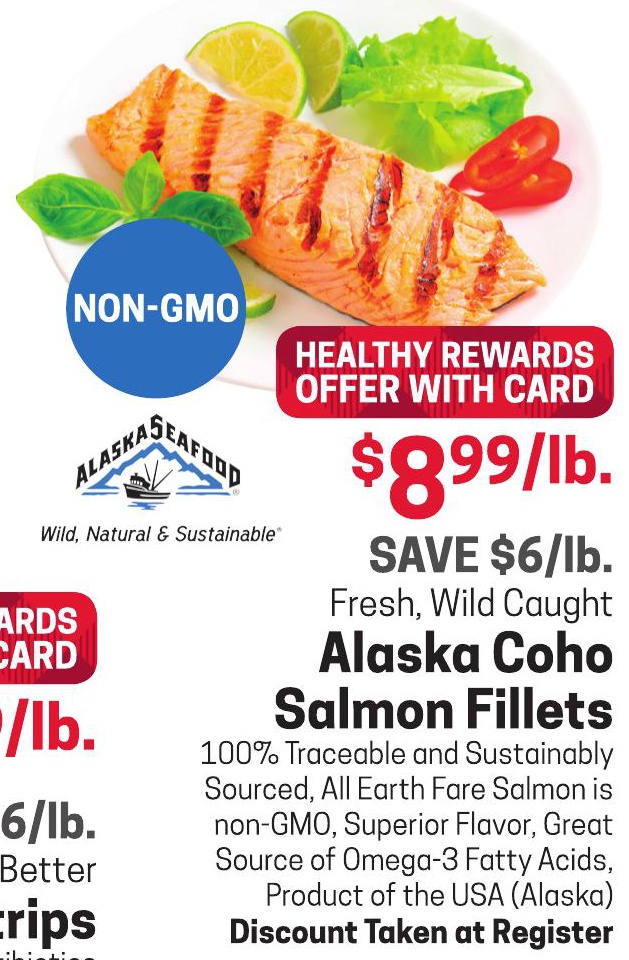 NON-GMO
HEALTHY REWARDS
OFFER WITH CARD
ALASKA SEAFOOD®
Wild, Natural & Sustainable®
$8.99/lb.
SAVE $6/lb.
Fresh, Wild Caught
Alaska Coho
Salmon Fillets
100% Traceable and Sustainably
Sourced, All Earth Fare Salmon is
non-GMO, Superior Flavor, Great
Source of Omega-3 Fatty Acids,
Product of the USA (Alaska)
Discount Taken at Register
ARDS
CARD
/lb.
6/lb.
Better
trips